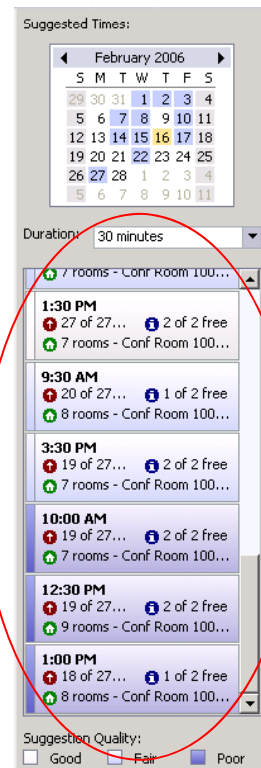 Suggested Times:
February 2006
S M T W T F S
29 30 31 1 2 3 4
5 6 7 8 9 10 11
12 13 14 15 16 17 18
19 20 21 22 23 24 25
26 27 28 1 2 3 4
5 6 7 8 9 10 11
Duration: 30 minutes
7 rooms - Conf Room 100...
1:30 PM
27 of 27... 2 of 2 free
7 rooms - Conf Room 100...
9:30 AM
20 of 27... 1 of 2 free
8 rooms - Conf Room 100...
3:30 PM
19 of 27... 2 of 2 free
7 rooms - Conf Room 100...
10:00 AM
19 of 27... 2 of 2 free
7 rooms - Conf Room 100...
12:30 PM
19 of 27... 2 of 2 free
9 rooms - Conf Room 100...
1:00 PM
18 of 27... 1 of 2 free
8 rooms - Conf Room 100...
Suggestion Quality:
Good Fair Poor